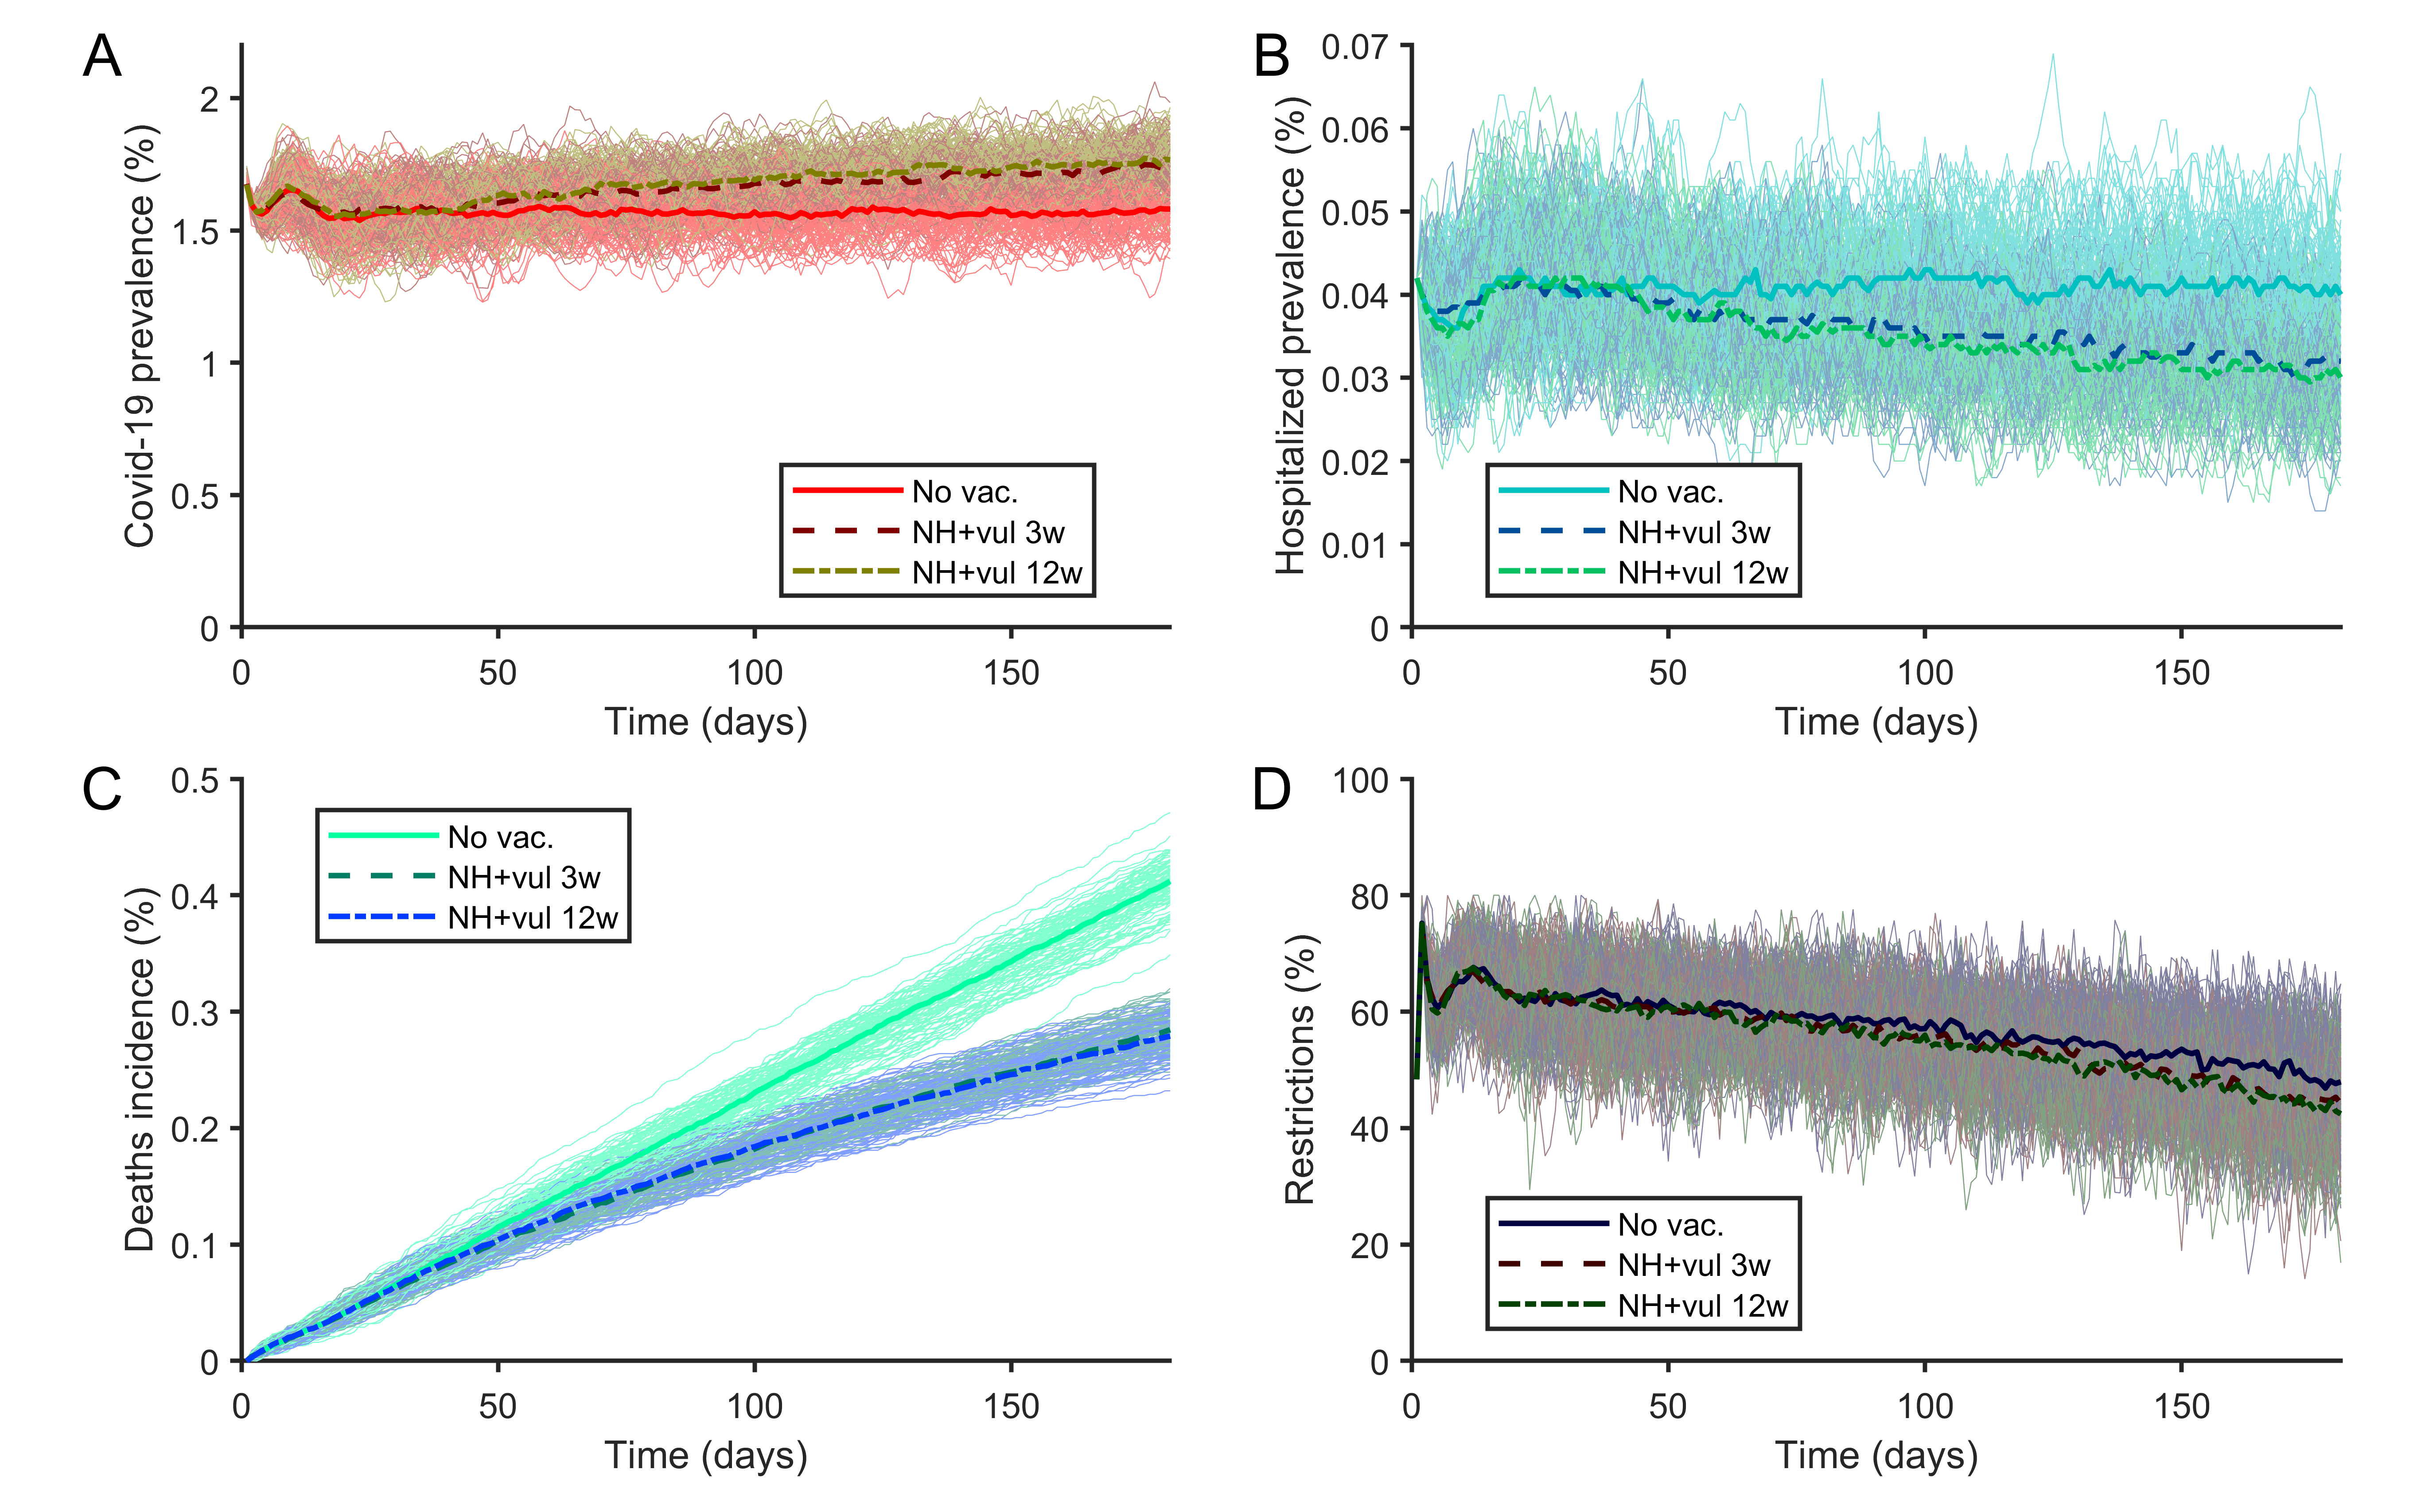 A
Covid-19 prevalence (%)
2
1.5
1
0.5
0
No vac.
NH+vul 3w
NH+vul 12w
0 50 100 150
Time (days)
B
Hospitalized prevalence (%)
0.07
0.06
0.05
0.04
0.03
0.02
0.01
0
No vac.
NH+vul 3w
NH+vul 12w
0 50 100 150
Time (days)
C
Deaths incidence (%)
0.5
0.4
0.3
0.2
0.1
0
No vac.
NH+vul 3w
NH+vul 12w
0 50 100 150
Time (days)
D
Restrictions (%)
100
80
60
40
20
0
No vac.
NH+vul 3w
NH+vul 12w
0 50 100 150
Time (days)